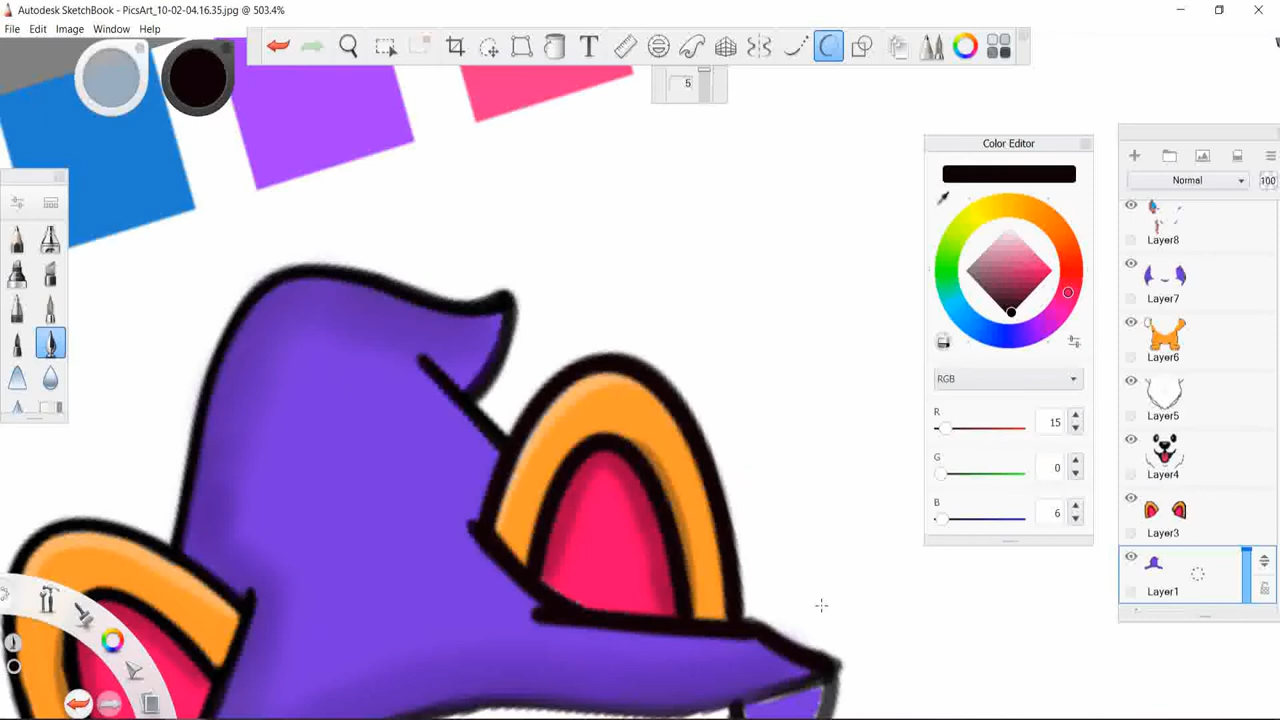 Autodesk SketchBook - PicsArt_10-02-04.16.35.jpg @ 503.4%
File Edit Image Window Help
T
5
Color Editor
RGB
R 15
G 0
B 6
Normal 100
Layer8
Layer7
Layer6
Layer5
Layer4
Layer3
Layer1